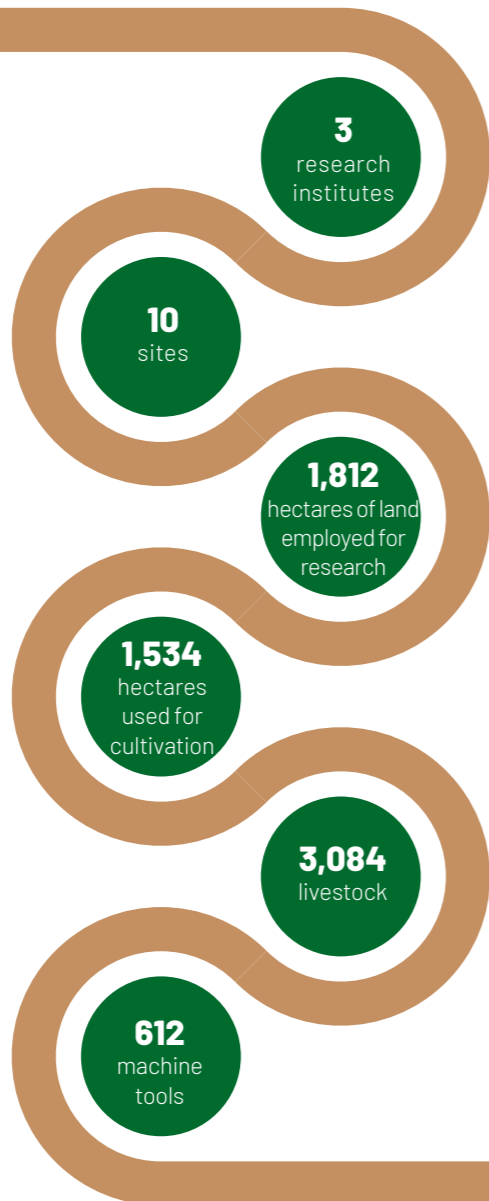 3
research
institutes
10
sites
1,812
hectares of land
employed for
research
1,534
hectares
used for
cultivation
3,084
livestock
612
machine
tools